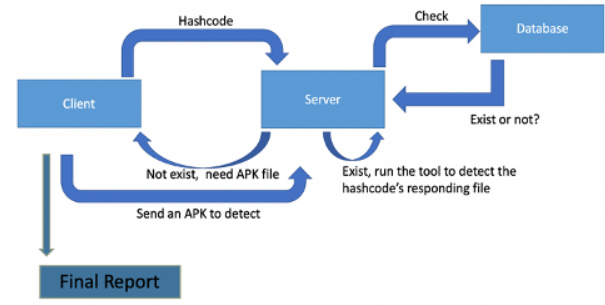 Hashcode
Check
Database
Client
Server
Exist or not?
Not exist, need APK file
Exist, run the tool to detect the
hashcode's responding file
Send an APK to detect
Final Report